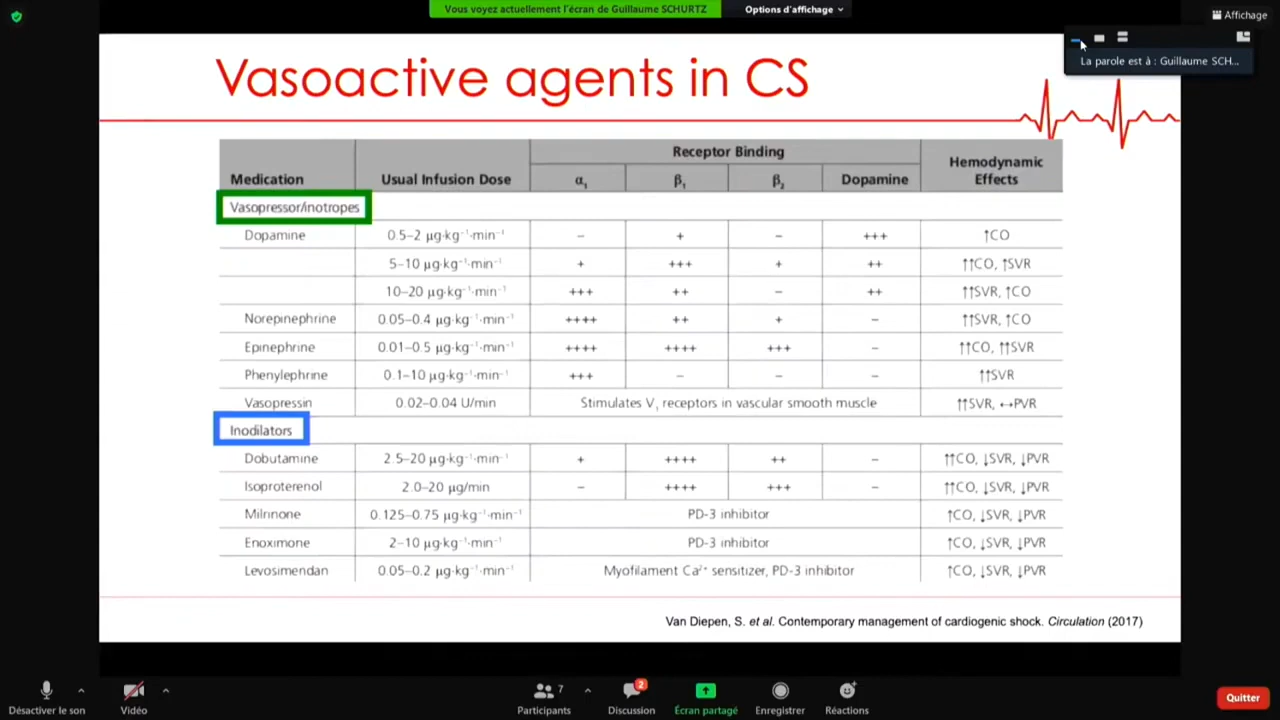 Vous voyez actuellement l'écran de Guillaume SCHURTZ
Options d'affichage
Affichage
La parole est à : Guillaume SCH...
Vasoactive agents in CS
Medication Usual Infusion Dose Receptor Binding Hemodynamic Effects
α1 β1 β2 Dopamine
Vasopressor/inotropes
Dopamine 0.5–2 µg·kg⁻¹·min⁻¹ – + – +++ ↑CO
5–10 µg·kg⁻¹·min⁻¹ + +++ + ++ ↑↑CO, ↑SVR
10–20 µg·kg⁻¹·min⁻¹ +++ ++ – ++ ↑↑SVR, ↑CO
Norepinephrine 0.05–0.4 µg·kg⁻¹·min⁻¹ ++++ ++ + – ↑↑SVR, ↑CO
Epinephrine 0.01–0.5 µg·kg⁻¹·min⁻¹ ++++ ++++ +++ – ↑↑CO, ↑↑SVR
Phenylephrine 0.1–10 µg·kg⁻¹·min⁻¹ +++ – – – ↑↑SVR
Vasopressin 0.02–0.04 U/min Stimulates V1 receptors in vascular smooth muscle ↑↑SVR, ↔PVR
Inodilators
Dobutamine 2.5–20 µg·kg⁻¹·min⁻¹ + ++++ ++ – ↑↑CO, ↓SVR, ↓PVR
Isoproterenol 2.0–20 µg/min – ++++ +++ – ↑↑CO, ↓SVR, ↓PVR
Milrinone 0.125–0.75 µg·kg⁻¹·min⁻¹ PD-3 inhibitor ↑CO, ↓SVR, ↓PVR
Enoximone 2–10 µg·kg⁻¹·min⁻¹ PD-3 inhibitor ↑CO, ↓SVR, ↓PVR
Levosimendan 0.05–0.2 µg·kg⁻¹·min⁻¹ Myofilament Ca²⁺ sensitizer, PD-3 inhibitor ↑CO, ↓SVR, ↓PVR
Van Diepen, S. et al. Contemporary management of cardiogenic shock. Circulation (2017)
7
2
Désactiver le son Vidéo Participants Discussion Écran partagé Enregistrer Réactions Quitter